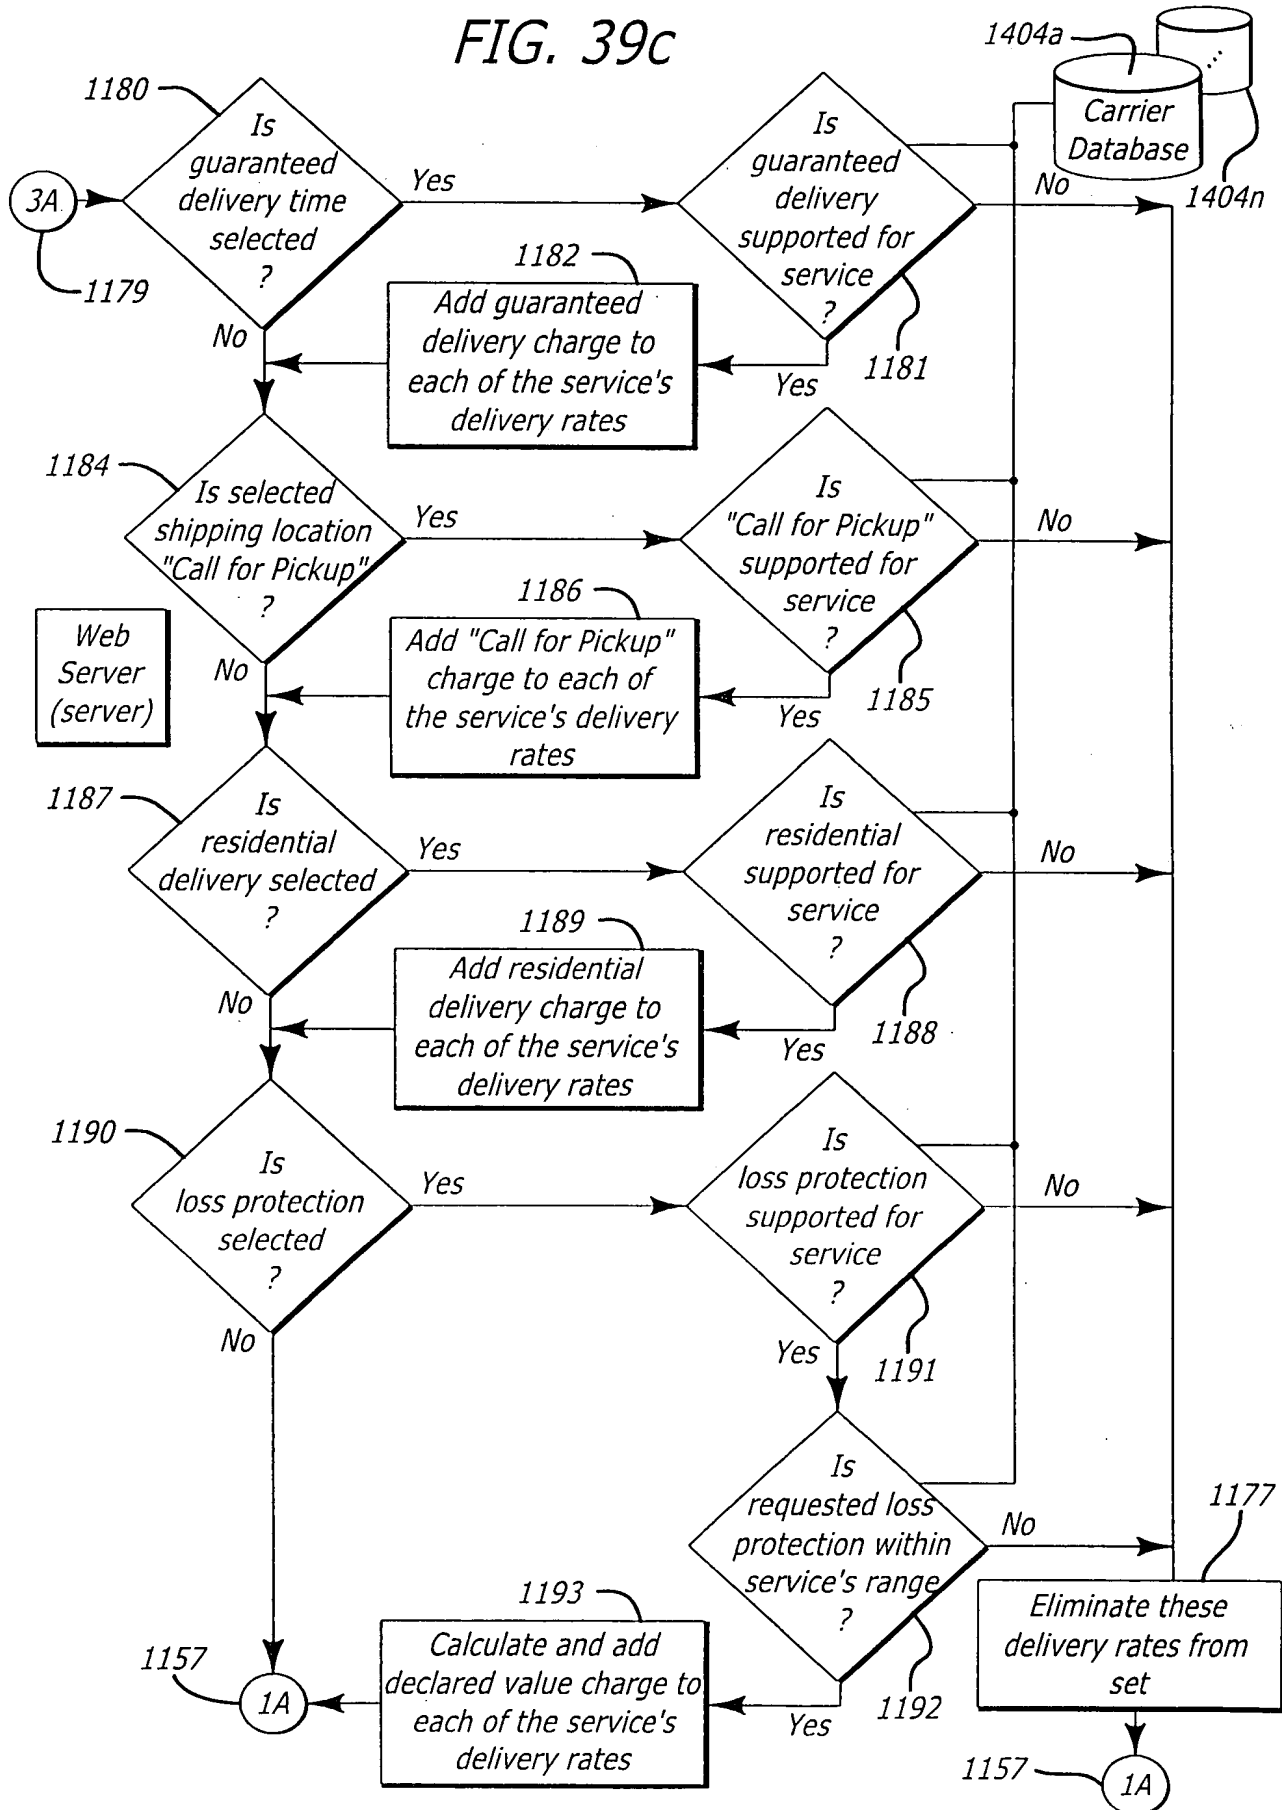 FIG. 39c
1404a
1404n
Carrier
Database
1180
3A
1179
Is
guaranteed
delivery time
selected
?
Yes
No
Is
guaranteed
delivery
supported for
service
?
No
Yes
1181
1182
Add guaranteed
delivery charge to
each of the service's
delivery rates
1184
Is selected
shipping location
"Call for Pickup"
?
Yes
No
Is
"Call for Pickup"
supported for
service
?
No
Yes
1185
1186
Add "Call for Pickup"
charge to each of
the service's delivery
rates
Web
Server
(server)
1187
Is
residential
delivery selected
?
Yes
No
Is
residential
supported for
service
?
No
Yes
1188
1189
Add residential
delivery charge to
each of the service's
delivery rates
1190
Is
loss protection
selected
?
Yes
No
Is
loss protection
supported for
service
?
No
Yes
1191
Is
requested loss
protection within
service's range
?
No
Yes
1192
1193
Calculate and add
declared value charge to
each of the service's
delivery rates
1157
1A
1177
Eliminate these
delivery rates from
set
1157
1A